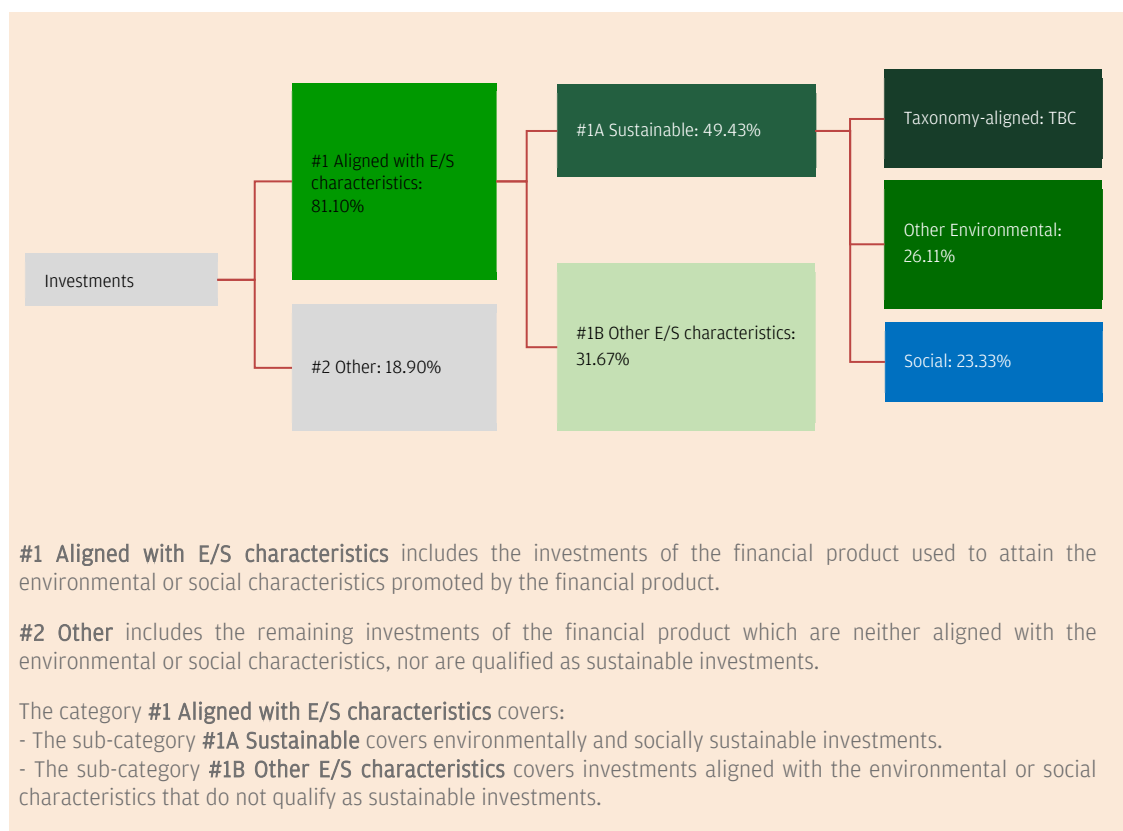 Investments
#1 Aligned with E/S
characteristics:
81.10%
#2 Other: 18.90%
#1A Sustainable: 49.43%
#1B Other E/S characteristics:
31.67%
Taxonomy-aligned: TBC
Other Environmental:
26.11%
Social: 23.33%
#1 Aligned with E/S characteristics includes the investments of the financial product used to attain the
environmental or social characteristics promoted by the financial product.
#2 Other includes the remaining investments of the financial product which are neither aligned with the
environmental or social characteristics, nor are qualified as sustainable investments.
The category #1 Aligned with E/S characteristics covers:
- The sub-category #1A Sustainable covers environmentally and socially sustainable investments.
- The sub-category #1B Other E/S characteristics covers investments aligned with the environmental or social
characteristics that do not qualify as sustainable investments.